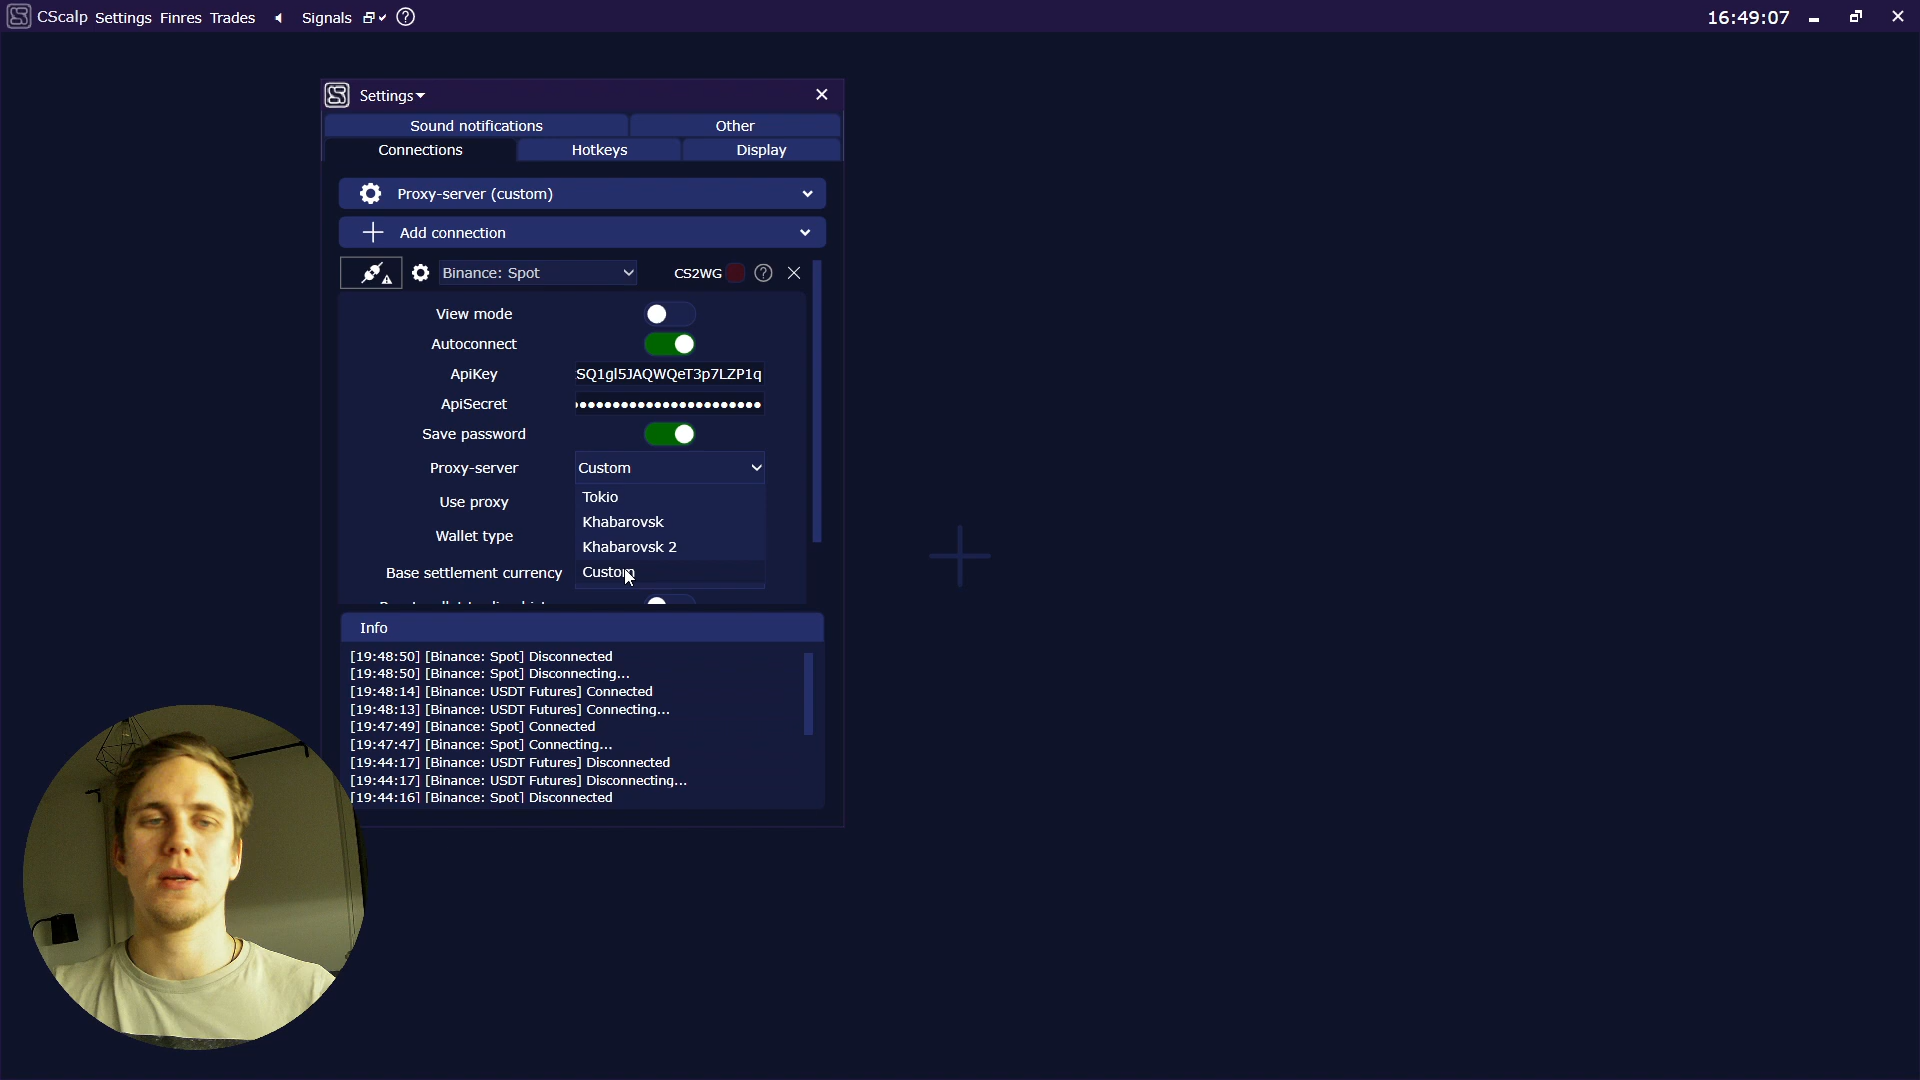 CScalp Settings Finres Trades Signals 16:49:07
Settings
Sound notifications Other
Connections Hotkeys Display
Proxy-server (custom)
Add connection
Binance: Spot CS2WG
View mode
Autoconnect
ApiKey SQ1gl5JAQWQeT3p7LZP1q
ApiSecret ●●●●●●●●●●●●●●●●●●●●●●
Save password
Proxy-server Custom
Tokio
Use proxy
Khabarovsk
Wallet type
Khabarovsk 2
Base settlement currency Custom
Info
[19:48:50] [Binance: Spot] Disconnected
[19:48:50] [Binance: Spot] Disconnecting...
[19:48:14] [Binance: USDT Futures] Connected
[19:48:13] [Binance: USDT Futures] Connecting...
[19:47:49] [Binance: Spot] Connected
[19:47:47] [Binance: Spot] Connecting...
[19:44:17] [Binance: USDT Futures] Disconnected
[19:44:17] [Binance: USDT Futures] Disconnecting...
[19:44:16] [Binance: Spot] Disconnected